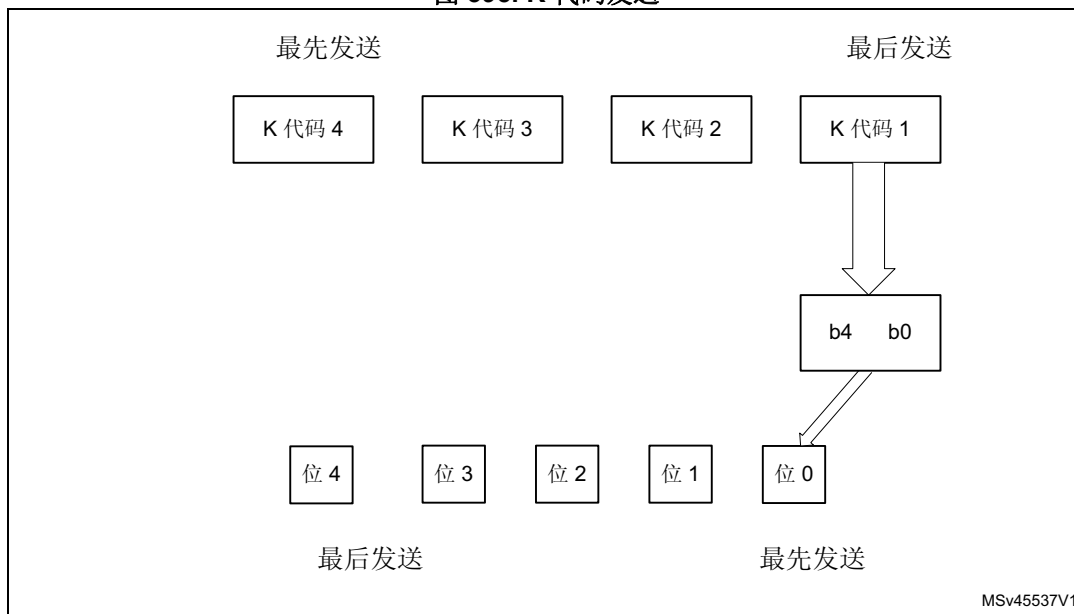 最先发送 最后发送
K 代码 4 K 代码 3 K 代码 2 K 代码 1
b4 b0
位 4 位 3 位 2 位 1 位 0
最后发送 最先发送
MSv45537V1